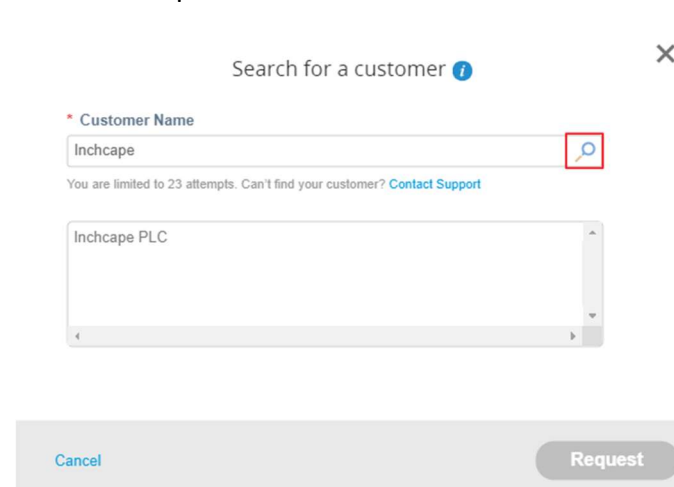 Search for a customer i
* Customer Name
Inchcape
You are limited to 23 attempts. Can't find your customer? Contact Support
Inchcape PLC
Cancel
Request